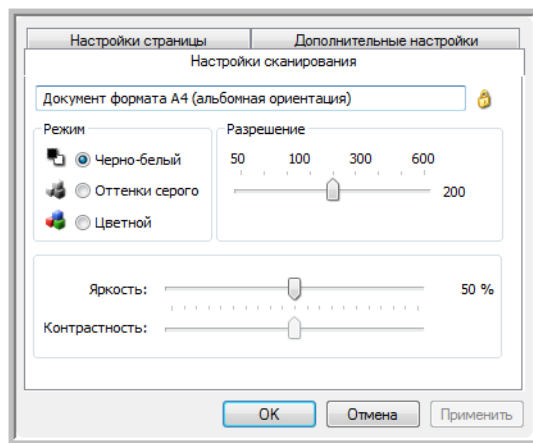 Настройки страницы Дополнительные настройки
Настройки сканирования
Документ формата A4 (альбомная ориентация)
Режим
Черно-белый
Оттенки серого
Цветной
Разрешение
50 100 300 600
200
Яркость: 50 %
Контрастность:
OK Отмена Применить